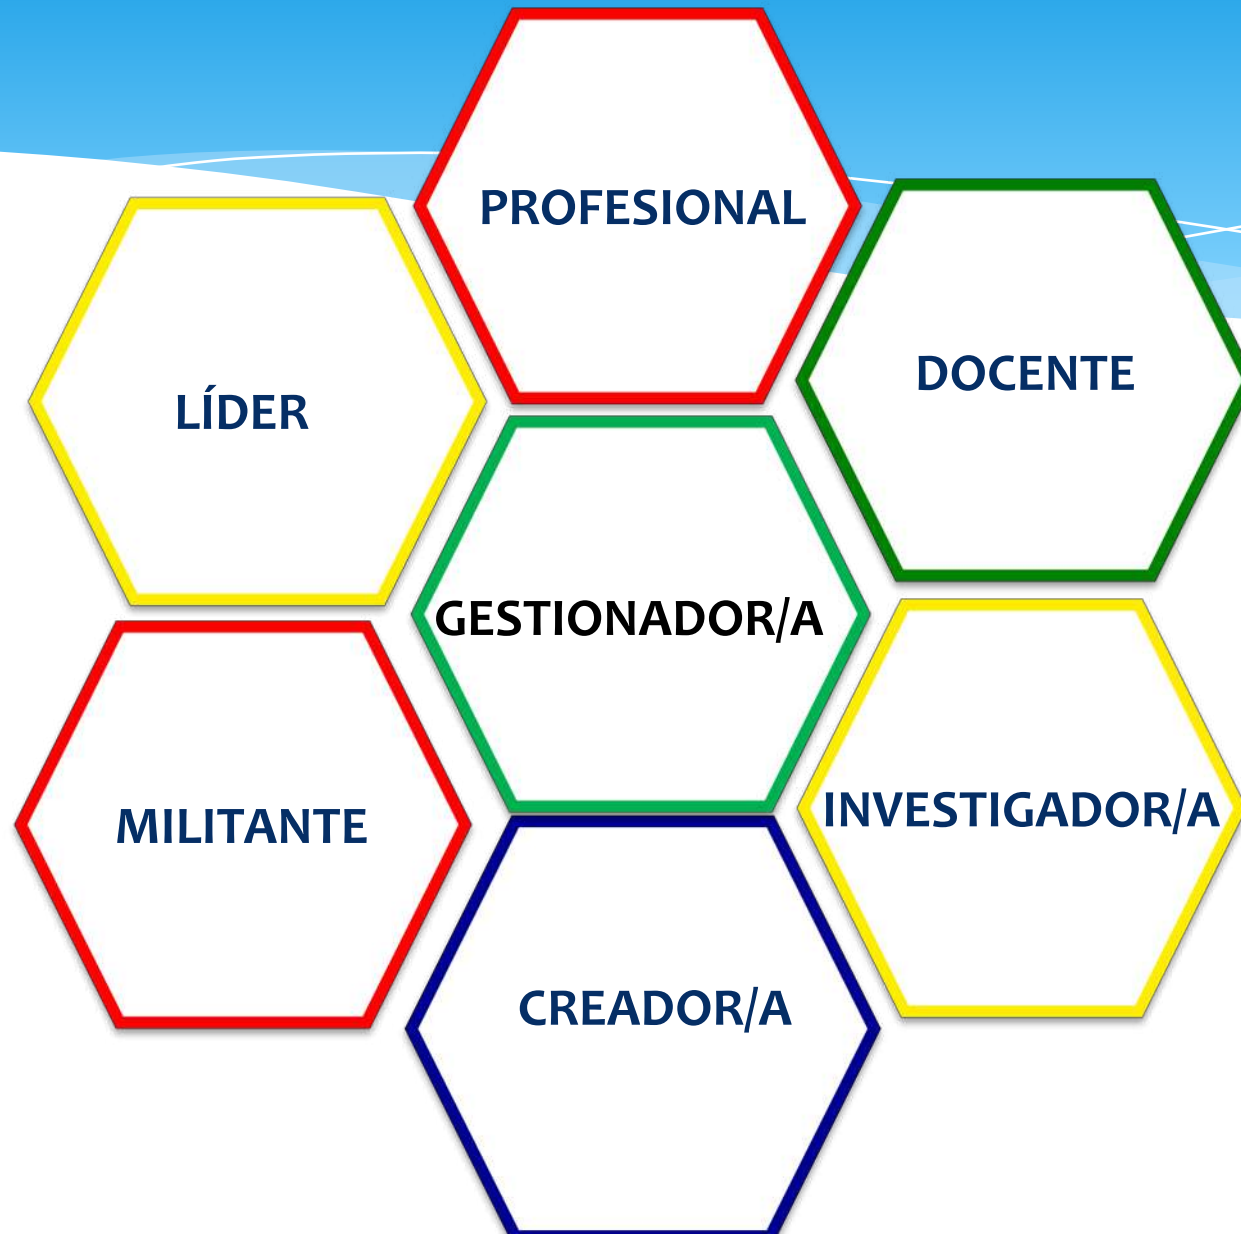 PROFESIONAL
DOCENTE
LÍDER
GESTIONADOR/A
INVESTIGADOR/A
MILITANTE
CREADOR/A